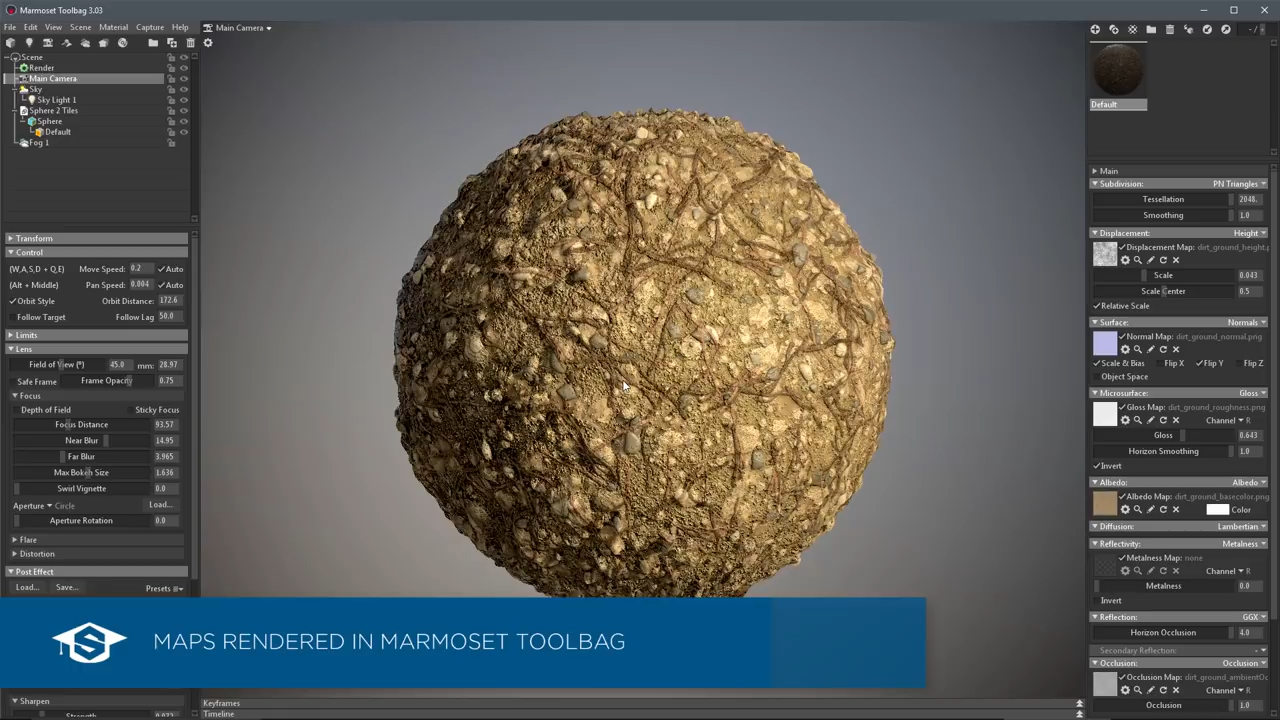 Marmoset Toolbag 3.03
File Edit View Scene Material Capture Help
Main Camera
- /
Scene
Render
Main Camera
Sky
Sky Light 1
Sphere 2 Tiles
Sphere
Default
Fog 1
Transform
Control
(W,A,S,D + Q,E) Move Speed: 0.2 Auto
(Alt + Middle) Pan Speed: 0.004 Auto
Orbit Style Orbit Distance: 172.6
Follow Target Follow Lag 50.0
Limits
Lens
Field of View (°) 45.0 mm: 28.97
Safe Frame Frame Opacity 0.75
Focus
Depth of Field Sticky Focus
Focus Distance 93.57
Near Blur 14.95
Far Blur 3.965
Max Bokeh Size 1.636
Swirl Vignette 0.0
Aperture Circle Load...
Aperture Rotation 0.0
Flare
Distortion
Post Effect
Load... Save... Presets
MAPS RENDERED IN MARMOSET TOOLBAG
Sharpen
Strength 0.072
Keyframes
Timeline
Default
Main
Subdivision: PN Triangles
Tessellation 2048.
Smoothing 1.0
Displacement: Height
Displacement Map: dirt_ground_height.p
Scale 0.043
Scale Center 0.5
Relative Scale
Surface: Normals
Normal Map: dirt_ground_normal.png
Scale & Bias Flip X Flip Y Flip Z
Object Space
Microsurface: Gloss
Gloss Map: dirt_ground_roughness.png
Channel R
Gloss 0.643
Horizon Smoothing 1.0
Invert
Albedo: Albedo
Albedo Map: dirt_ground_basecolor.png
Color
Diffusion: Lambertian
Reflectivity: Metalness
Metalness Map: none
Channel R
Metalness 0.0
Invert
Reflection: GGX
Horizon Occlusion 4.0
Secondary Reflection: -
Occlusion: Occlusion
Occlusion Map: dirt_ground_ambientOc
Channel R
Occlusion 1.0